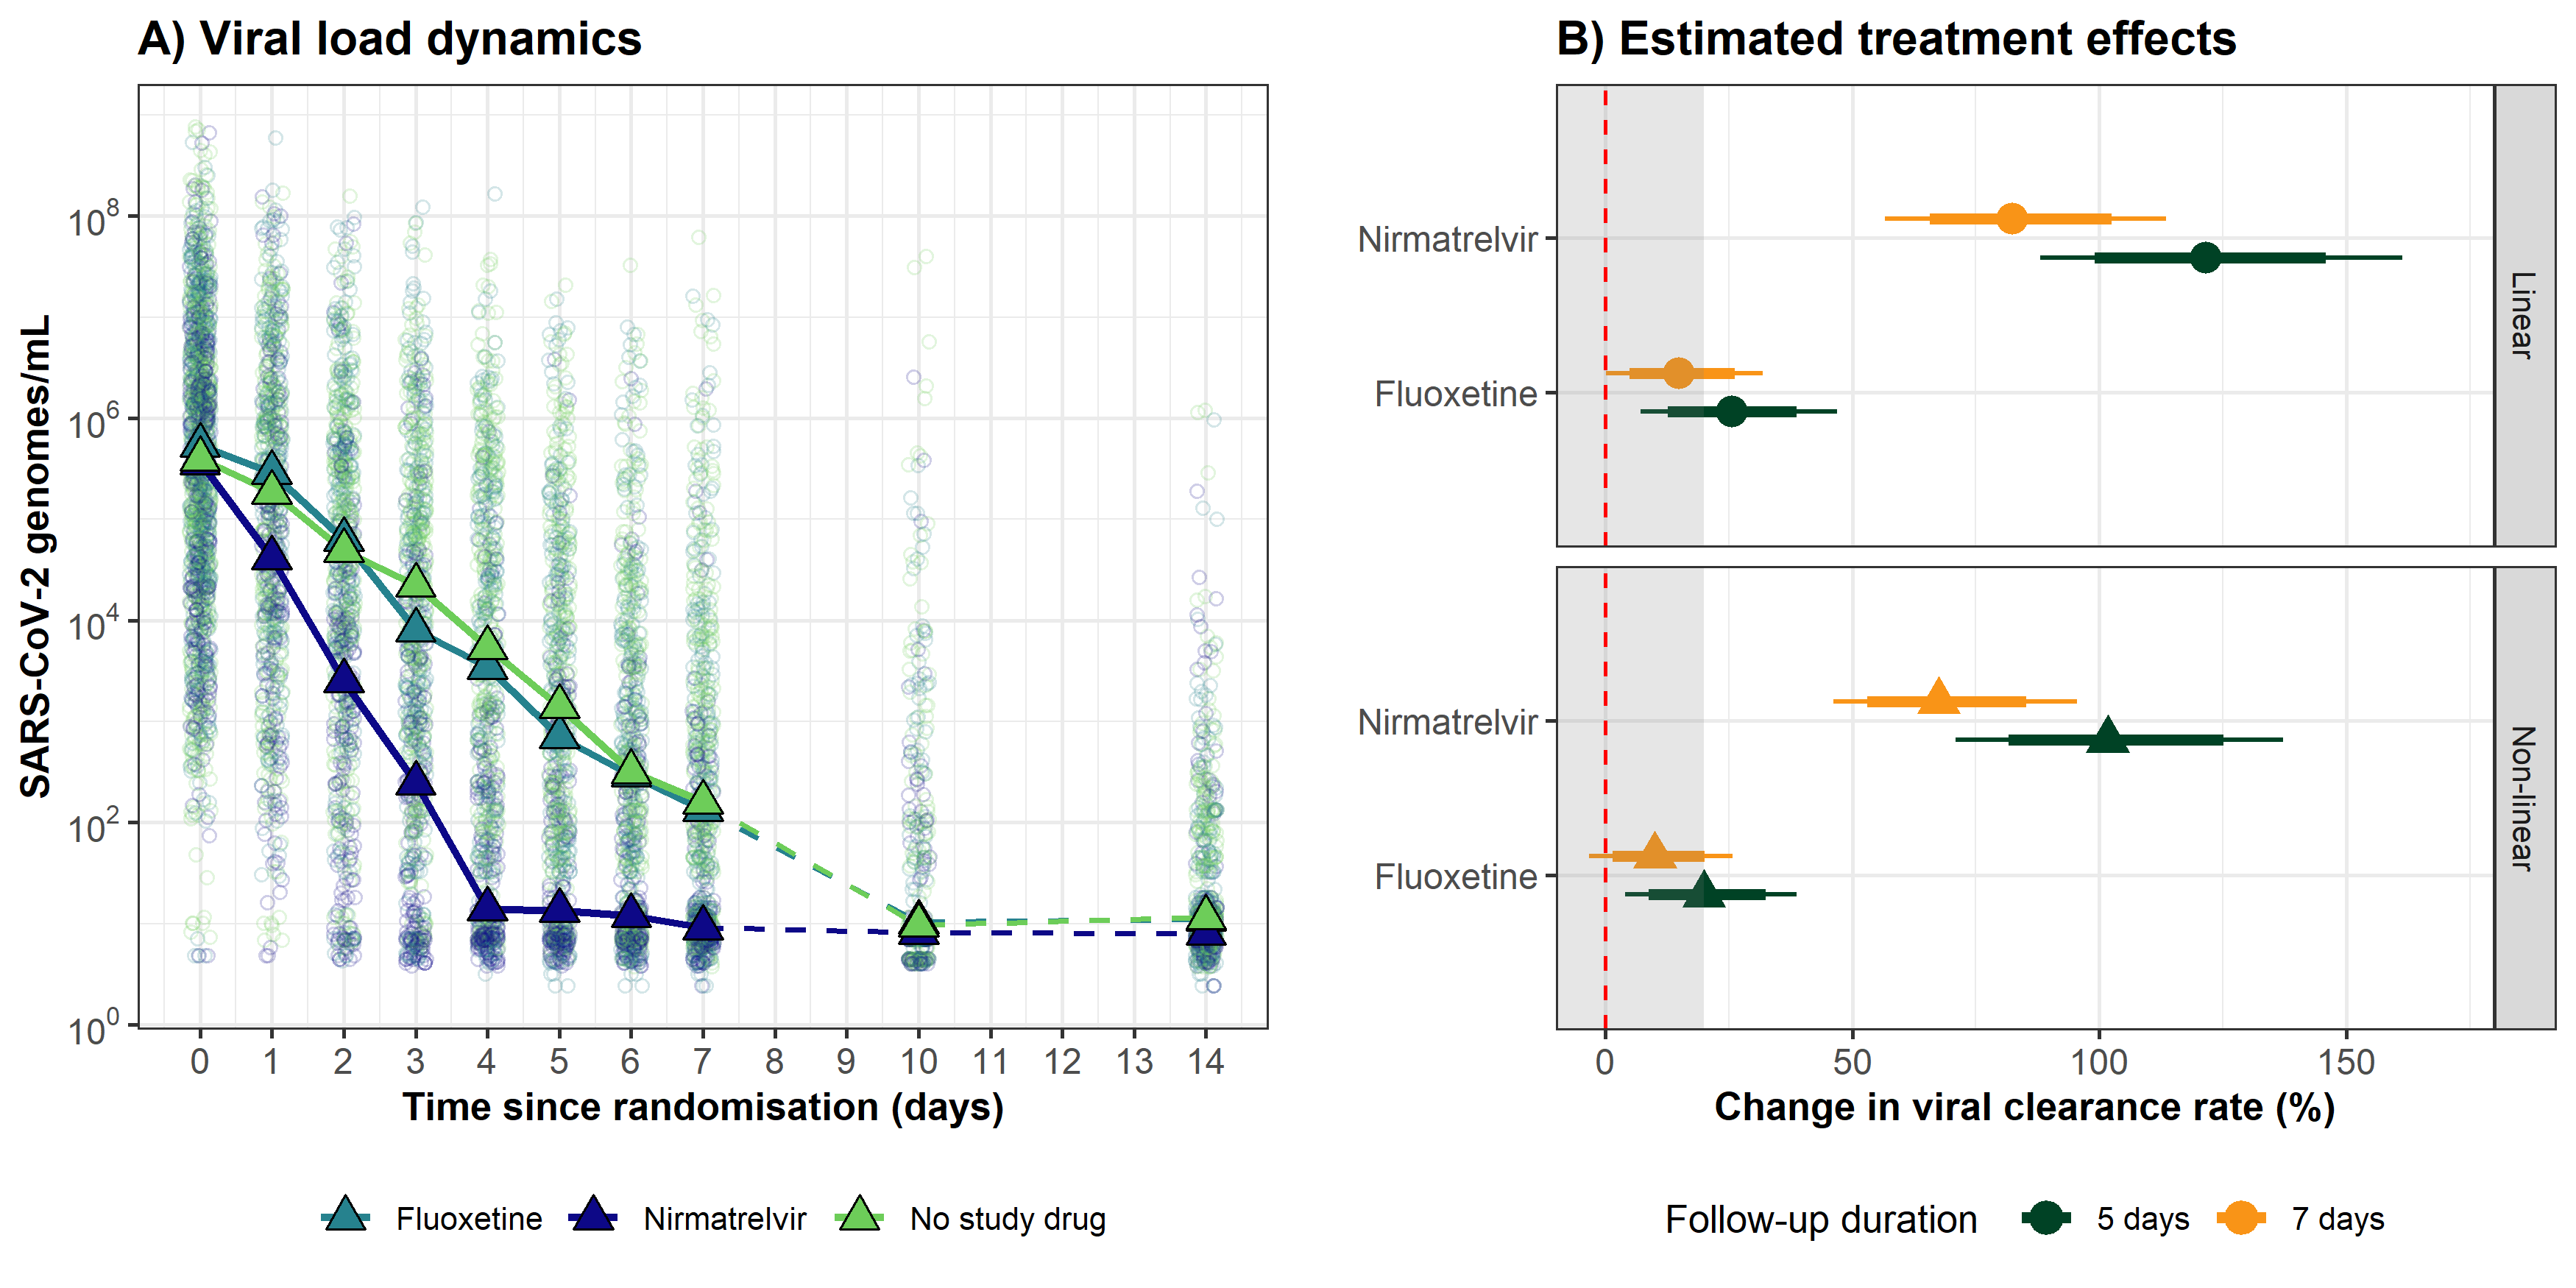 A) Viral load dynamics
SARS-CoV-2 genomes/mL
10^8
10^6
10^4
10^2
10^0
0 1 2 3 4 5 6 7 8 9 10 11 12 13 14
Time since randomisation (days)
Fluoxetine Nirmatrelvir No study drug
B) Estimated treatment effects
Nirmatrelvir
Fluoxetine
Linear
Nirmatrelvir
Fluoxetine
Non-linear
0 50 100 150
Change in viral clearance rate (%)
Follow-up duration 5 days 7 days